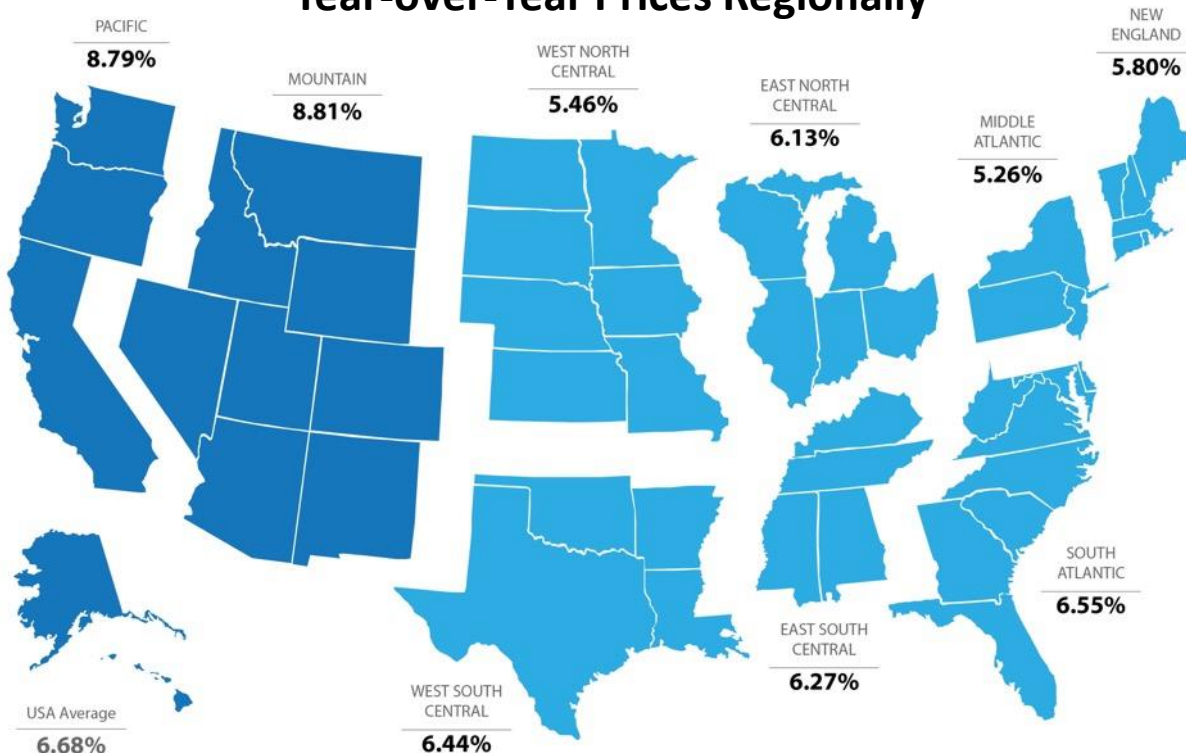 Year-over-Year Prices Regionally
PACIFIC
8.79%
MOUNTAIN
8.81%
WEST NORTH
CENTRAL
5.46%
EAST NORTH
CENTRAL
6.13%
MIDDLE
ATLANTIC
5.26%
NEW
ENGLAND
5.80%
SOUTH
ATLANTIC
6.55%
EAST SOUTH
CENTRAL
6.27%
WEST SOUTH
CENTRAL
6.44%
USA Average
6.68%